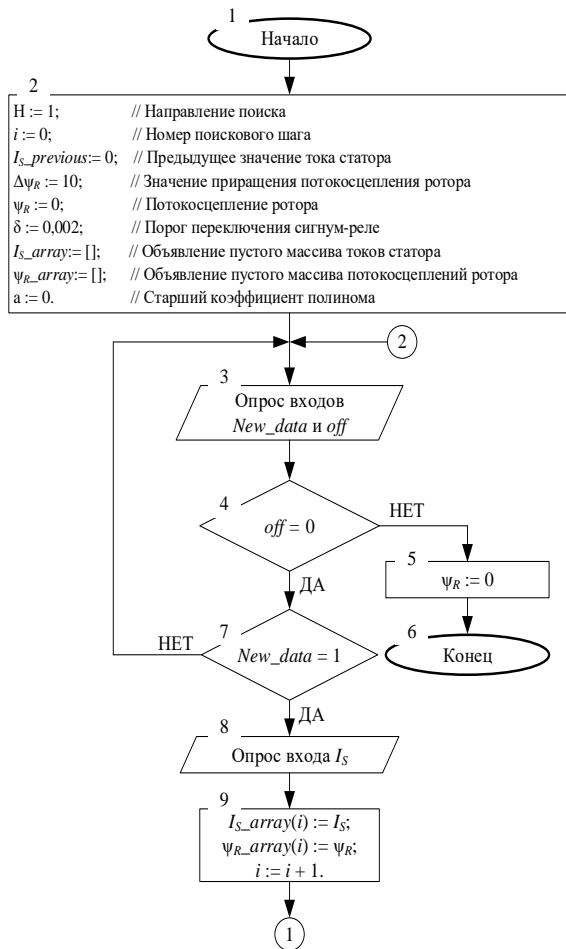 1
Начало
2
H := 1; // Направление поиска
i := 0; // Номер поискового шага
I_S_previous:= 0; // Предыдущее значение тока статора
Δψ_R := 10; // Значение приращения потокосцепления ротора
ψ_R := 0; // Потокосцепление ротора
δ := 0,002; // Порог переключения сигнум-реле
I_S_array:= []; // Объявление пустого массива токов статора
ψ_R_array:= []; // Объявление пустого массива потокосцеплений ротора
a := 0. // Старший коэффициент полинома
2
3
Опрос входов
New_data и off
4
НЕТ
off = 0
5
ψ_R := 0
ДА
7
6
НЕТ
New_data = 1
Конец
ДА
8
Опрос входа I_S
9
I_S_array(i) := I_S;
ψ_R_array(i) := ψ_R;
i := i + 1.
1